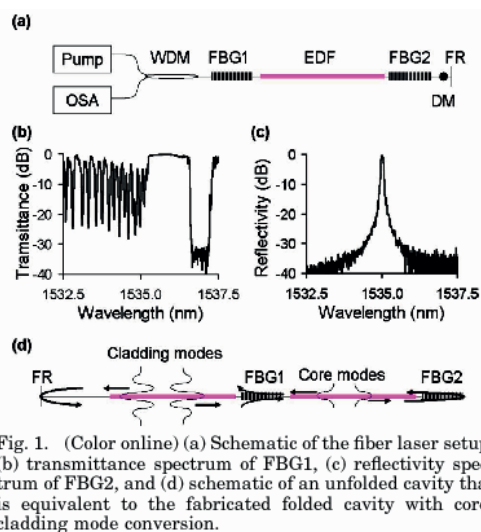 (a)
Pump
OSA
WDM
FBG1
EDF
FBG2
FR
DM
(b)
Transittance (dB)
0
-10
-20
-30
-40
1532.5
1535.0
1537.5
Wavelength (nm)
(c)
Reflectivity (dB)
0
-10
-20
-30
-40
1532.5
1535.0
1537.5
Wavelength (nm)
(d)
FR
Cladding modes
FBG1
Core modes
FBG2
Fig. 1. (Color online) (a) Schematic of the fiber laser setup
(b) transmittance spectrum of FBG1, (c) reflectivity spe
trum of FBG2, and (d) schematic of an unfolded cavity tha
is equivalent to the fabricated folded cavity with core
cladding mode conversion.